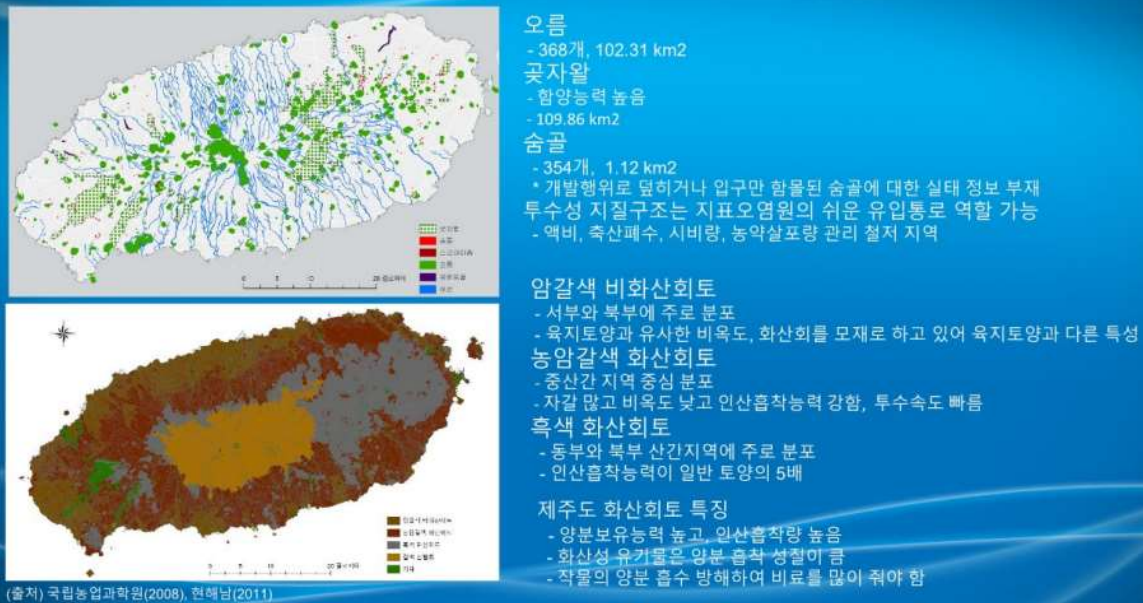 오름
- 368개, 102.31 km2
곶자왈
- 함양능력 높음
- 109.86 km2
숨골
- 354개, 1.12 km2
* 개발행위로 덮히거나 입구만 함몰된 숨골에 대한 실태 정보 부재
투수성 지질구조는 지표오염원의 쉬운 유입통로 역할 가능
- 액비, 축산폐수, 시비량, 농약살포량 관리 철저 지역
암갈색 비화산회토
- 서부와 북부에 주로 분포
- 육지토양과 유사한 비옥도, 화산회를 모재로 하고 있어 육지토양과 다른 특성
농암갈색 화산회토
- 중산간 지역 중심 분포
- 자갈 많고 비옥도 낮고 인산흡착능력 강함, 투수속도 빠름
흑색 화산회토
- 동부와 북부 산간지역에 주로 분포
- 인산흡착능력이 일반 토양의 5배
제주도 화산회토 특징
- 양분보유능력 높고, 인산흡착량 높음
- 화산성 유기물은 양분 흡착 성질이 큼
- 작물의 양분 흡수 방해하여 비료를 많이 줘야 함
(출처) 국립농업과학원(2008), 현해남(2011)